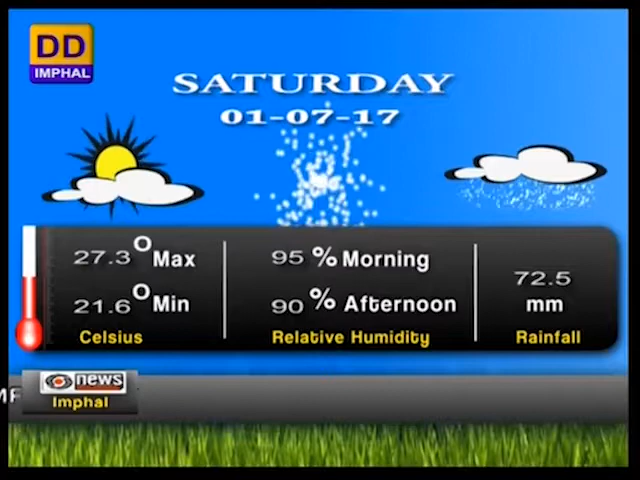 DD
IMPHAL
SATURDAY
01-07-17
27.3 º Max
21.6 º Min
Celsius
95 % Morning
90 % Afternoon
Relative Humidity
72.5
mm
Rainfall
news
Imphal